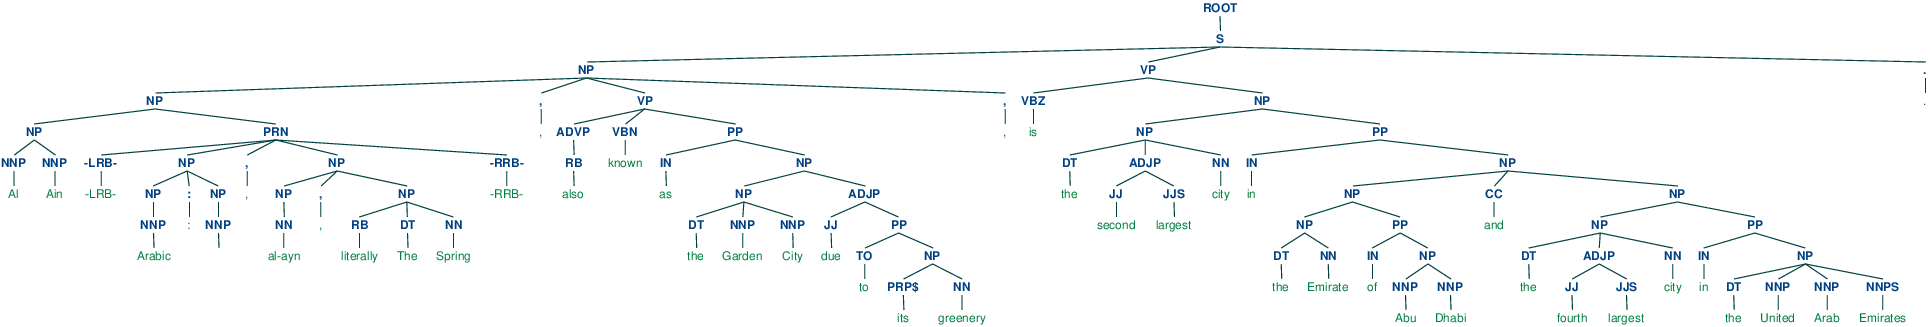 ROOT
S
NP VP .
NP , VP , VBZ NP .
NP PRN , ADVP VBN PP , is NP PP
NNP NNP -LRB- NP , NP -RRB- RB known IN NP DT ADJP NN IN NP
Al Ain -LRB- NP : NP , NP , NP -RRB- also as NP ADJP the JJ JJS city in NP CC NP
NNP : NNP NN , RB DT NN DT NNP NNP JJ PP second largest NP PP and NP PP
Arabic al-ayn literally The Spring the Garden City due TO NP DT NN IN NP DT ADJP NN IN NP
to PRP$ NN the Emirate of NNP NNP the JJ JJS city in DT NNP NNP NNPS
its greenery Abu Dhabi fourth largest the United Arab Emirates